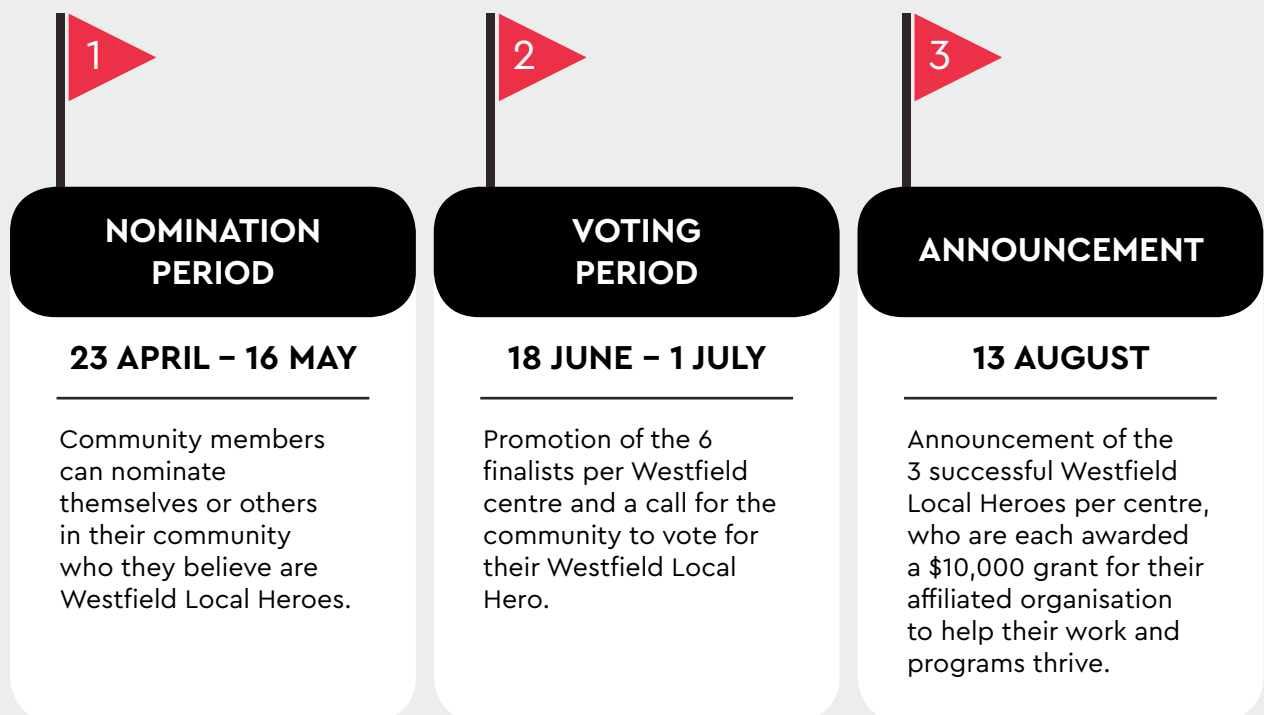 1
NOMINATION
PERIOD
23 APRIL – 16 MAY
Community members
can nominate
themselves or others
in their community
who they believe are
Westfield Local Heroes.
2
VOTING
PERIOD
18 JUNE – 1 JULY
Promotion of the 6
finalists per Westfield
centre and a call for the
community to vote for
their Westfield Local
Hero.
3
ANNOUNCEMENT
13 AUGUST
Announcement of the
3 successful Westfield
Local Heroes per centre,
who are each awarded
a $10,000 grant for their
affiliated organisation
to help their work and
programs thrive.